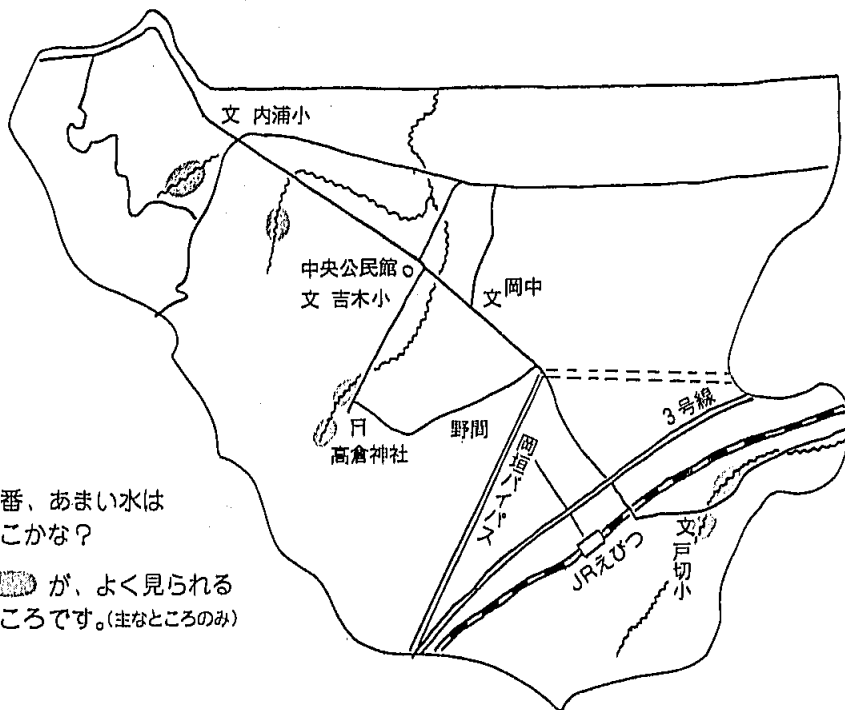 文 内浦小
中央公民館
文 吉木小
文 岡中
3号線
野間
高倉神社
岡垣バイパス
JRえびつ
文 戸切小
番、あまい水は
こかな?
が、よく見られる
ころです。(主なところのみ)